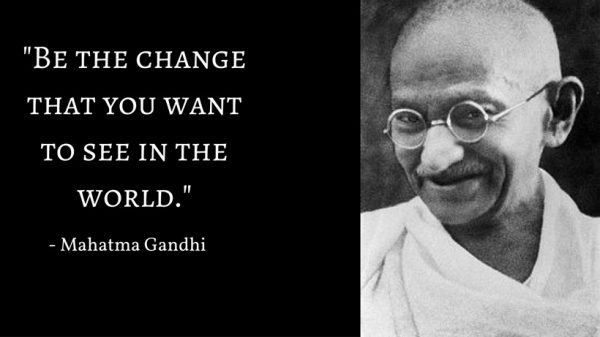 "Be the change
that you want
to see in the
world."
- Mahatma Gandhi